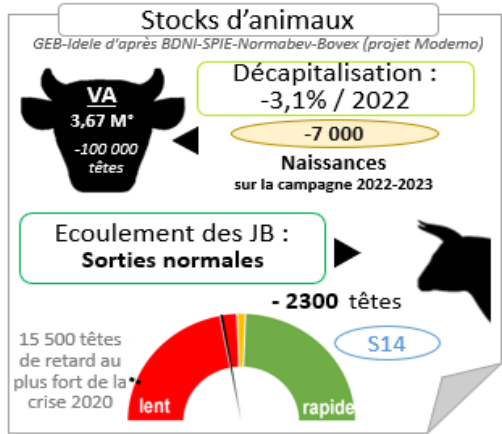 Stocks d'animaux
GEB-Idele d'après BDNI-SPIE-Normabev-Bovex (projet Modemo)
VA
3,67 M°
-100 000
têtes
Décapitalisation :
-3,1% / 2022
-7 000
Naissances
sur la campagne 2022-2023
Ecoulement des JB :
Sorties normales
- 2300 têtes
15 500 têtes
de retard au
plus fort de la
crise 2020
S14
lent
rapide